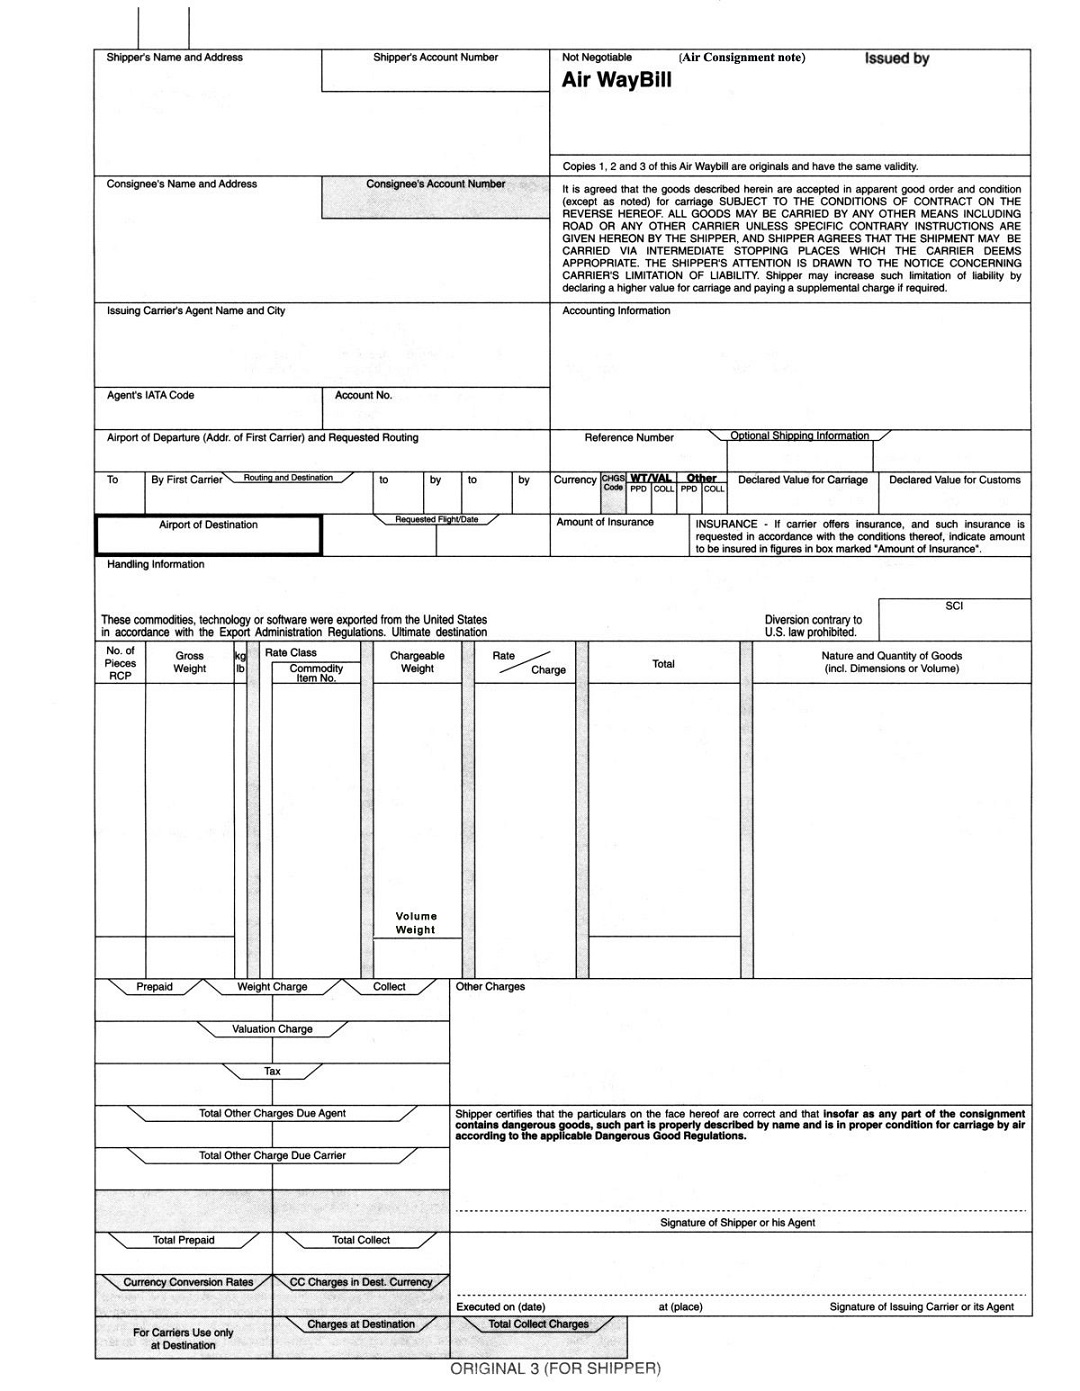 Shipper's Name and Address
Shipper's Account Number
Not Negotiable
(Air Consignment note)
Issued by
Air WayBill
Copies 1, 2 and 3 of this Air Waybill are originals and have the same validity.
Consignee's Name and Address
Consignee's Account Number
It is agreed that the goods described herein are accepted in apparent good order and condition
(except as noted) for carriage SUBJECT TO THE CONDITIONS OF CONTRACT ON THE
REVERSE HEREOF. ALL GOODS MAY BE CARRIED BY ANY OTHER MEANS INCLUDING
ROAD OR ANY OTHER CARRIER UNLESS SPECIFIC CONTRARY INSTRUCTIONS ARE
GIVEN HEREON BY THE SHIPPER, AND SHIPPER AGREES THAT THE SHIPMENT MAY BE
CARRIED VIA INTERMEDIATE STOPPING PLACES WHICH THE CARRIER DEEMS
APPROPRIATE. THE SHIPPER'S ATTENTION IS DRAWN TO THE NOTICE CONCERNING
CARRIER'S LIMITATION OF LIABILITY. Shipper may increase such limitation of liability by
declaring a higher value for carriage and paying a supplemental charge if required.
Issuing Carrier's Agent Name and City
Accounting Information
Agent's IATA Code
Account No.
Airport of Departure (Addr. of First Carrier) and Requested Routing
Reference Number
Optional Shipping Information
To
By First Carrier
Routing and Destination
to
by
to
by
Currency
CHGS
Code
WT/VAL
PPD
COLL
Other
PPD
COLL
Declared Value for Carriage
Declared Value for Customs
Airport of Destination
Requested Flight/Date
Amount of Insurance
INSURANCE - If carrier offers insurance, and such insurance is
requested in accordance with the conditions thereof, indicate amount
to be insured in figures in box marked "Amount of Insurance".
Handling Information
SCI
These commodities, technology or software were exported from the United States
in accordance with the Export Administration Regulations. Ultimate destination
Diversion contrary to
U.S. law prohibited.
No. of
Pieces
RCP
Gross
Weight
kg
lb
Rate Class
Commodity
Item No.
Chargeable
Weight
Rate
Charge
Total
Nature and Quantity of Goods
(incl. Dimensions or Volume)
Volume
Weight
Prepaid
Weight Charge
Collect
Other Charges
Valuation Charge
Tax
Total Other Charges Due Agent
Shipper certifies that the particulars on the face hereof are correct and that insofar as any part of the consignment
contains dangerous goods, such part is properly described by name and is in proper condition for carriage by air
according to the applicable Dangerous Good Regulations.
Total Other Charge Due Carrier
Signature of Shipper or his Agent
Total Prepaid
Total Collect
Currency Conversion Rates
CC Charges in Dest. Currency
Executed on (date)
at (place)
Signature of Issuing Carrier or its Agent
For Carriers Use only
at Destination
Charges at Destination
Total Collect Charges
ORIGINAL 3 (FOR SHIPPER)